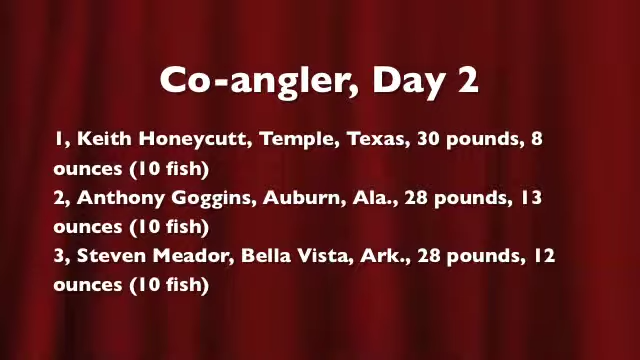 Co-angler, Day 2
1, Keith Honeycutt, Temple, Texas, 30 pounds, 8
ounces (10 fish)
2, Anthony Goggins, Auburn, Ala., 28 pounds, 13
ounces (10 fish)
3, Steven Meador, Bella Vista, Ark., 28 pounds, 12
ounces (10 fish)